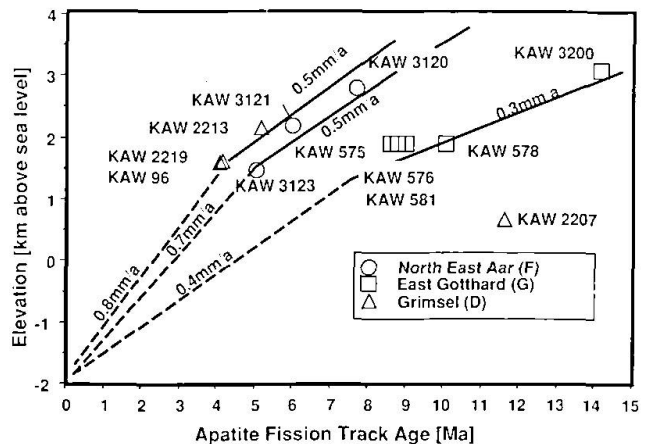 4
3
2
1
0
-1
-2
Elevation [km above sea level]
KAW 3200
KAW 3120
0.5mm/a
KAW 3121
KAW 2213
0.5mm a
0.3mm/a
KAW 2219
KAW 96
KAW 575
KAW 578
KAW 3123
KAW 576
KAW 581
KAW 2207
0.8mm/a
0.7mm/a
0.4mm/a
North East Aar (F)
East Gotthard (G)
Grimsel (D)
0 1 2 3 4 5 6 7 8 9 10 11 12 13 14 15
Apatite Fission Track Age [Ma]